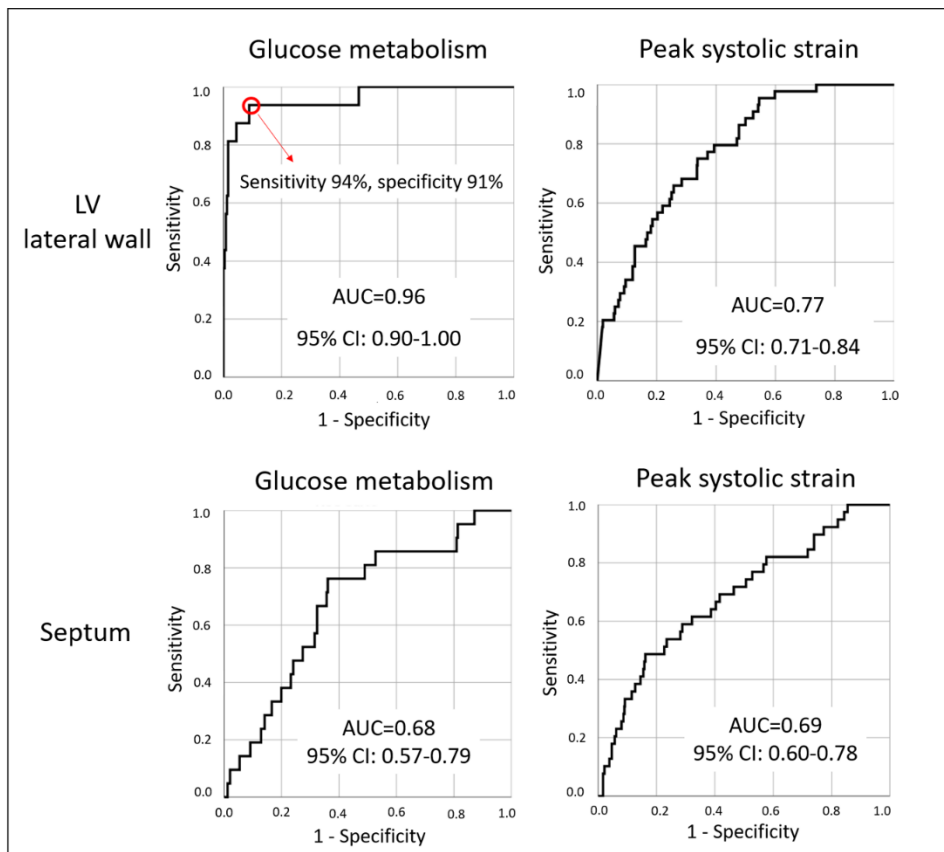 Glucose metabolism
Peak systolic strain
LV
lateral wall
Sensitivity
1.0
0.8
0.6
0.4
0.2
0.0
Sensitivity 94%, specificity 91%
AUC=0.96
95% CI: 0.90-1.00
0.0 0.2 0.4 0.6 0.8 1.0
1 - Specificity
Sensitivity
1.0
0.8
0.6
0.4
0.2
0.0
AUC=0.77
95% CI: 0.71-0.84
0.0 0.2 0.4 0.6 0.8 1.0
1 - Specificity
Glucose metabolism
Peak systolic strain
Septum
Sensitivity
1.0
0.8
0.6
0.4
0.2
0.0
AUC=0.68
95% CI: 0.57-0.79
0.0 0.2 0.4 0.6 0.8 1.0
1 - Specificity
Sensitivity
1.0
0.8
0.6
0.4
0.2
0.0
AUC=0.69
95% CI: 0.60-0.78
0.0 0.2 0.4 0.6 0.8 1.0
1 - Specificity